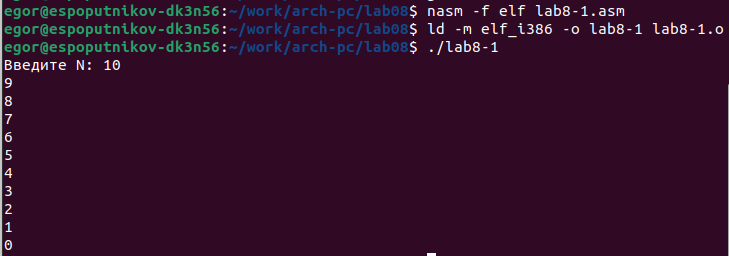 egor@espoputnikov-dk3n56:~/work/arch-pc/lab08$ nasm -f elf lab8-1.asm
egor@espoputnikov-dk3n56:~/work/arch-pc/lab08$ ld -m elf_i386 -o lab8-1 lab8-1.o
egor@espoputnikov-dk3n56:~/work/arch-pc/lab08$ ./lab8-1
Введите N: 10
9
8
7
6
5
4
3
2
1
0